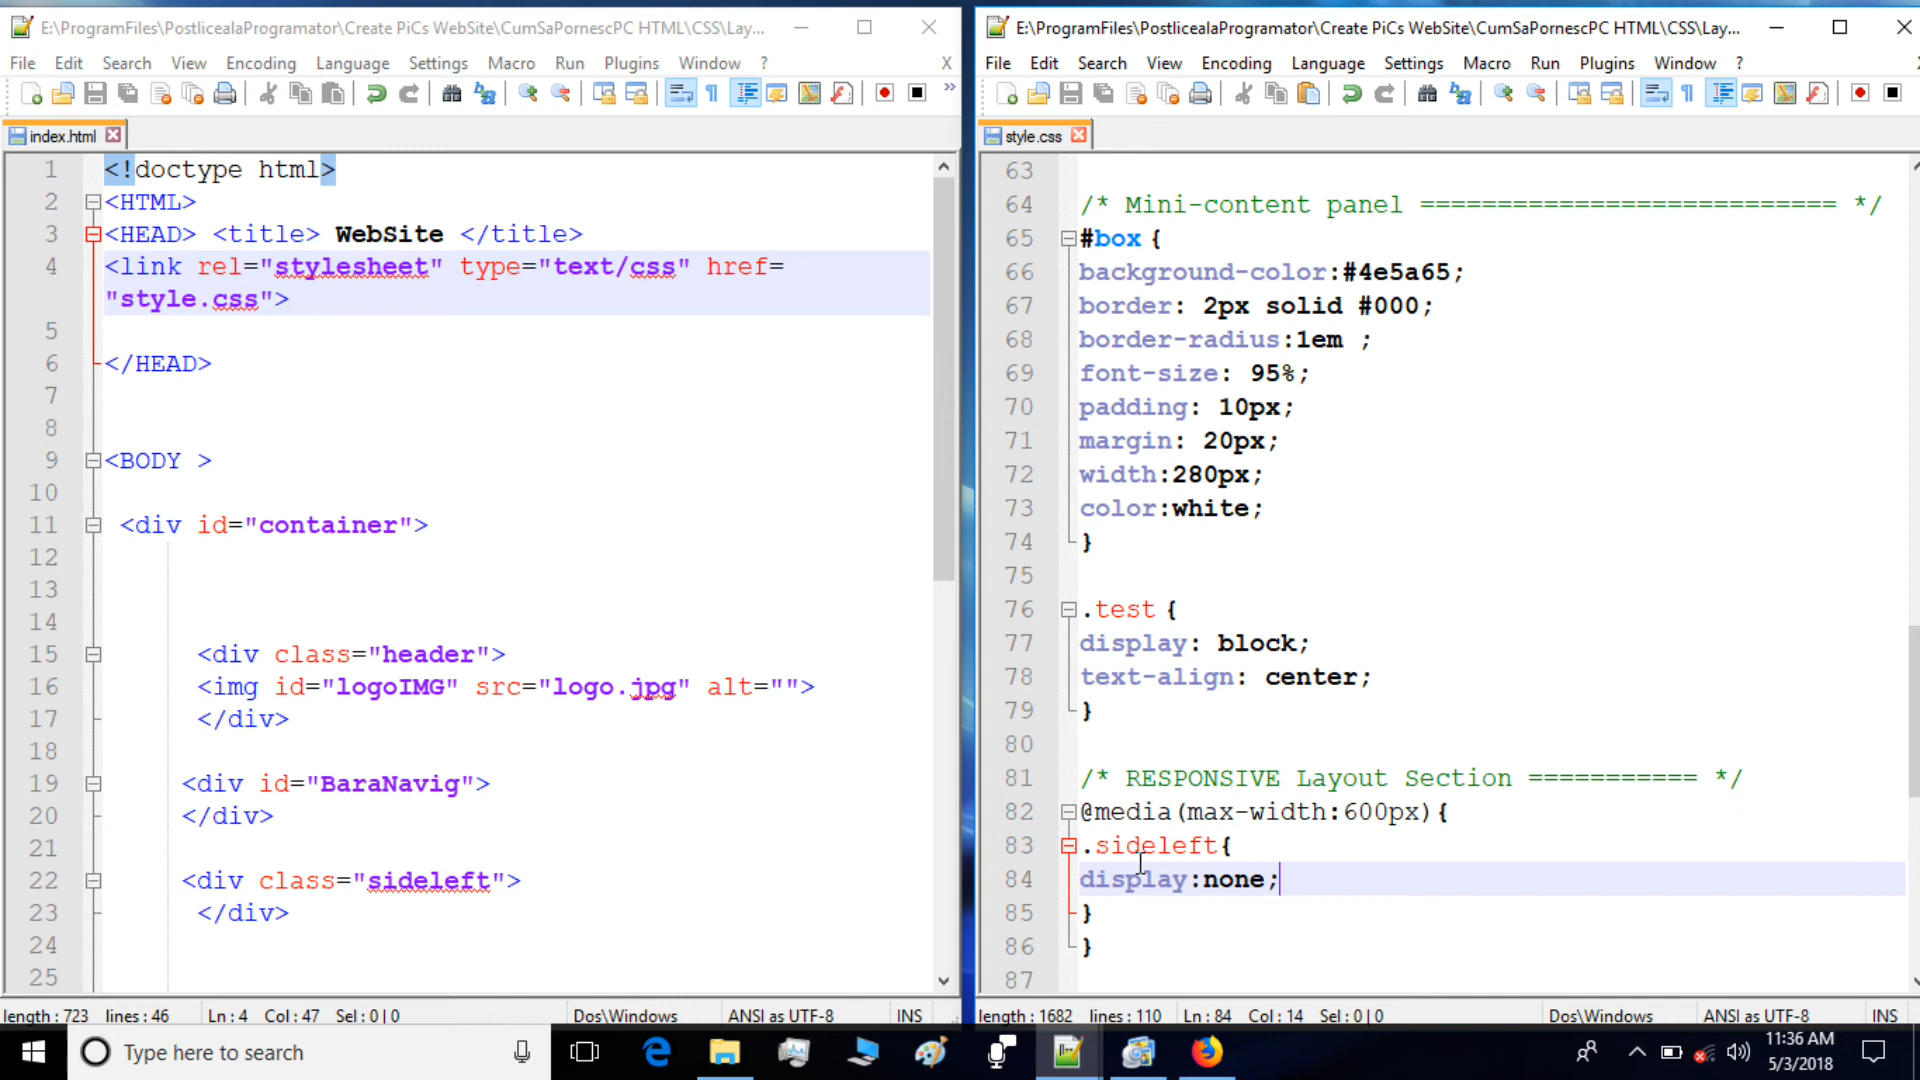 E:\ProgramFiles\PostlicealaProgramator\Create PiCs WebSite\CumSaPornescPC HTML\CSS\Lay...
File Edit Search View Encoding Language Settings Macro Run Plugins Window ? X
index.html
1 <!doctype html>
2 <HTML>
3 <HEAD> <title> WebSite </title>
4 <link rel="stylesheet" type="text/css" href=
"style.css">
5
6 </HEAD>
7
8
9 <BODY >
10
11 <div id="container">
12
13
14
15 <div class="header">
16 <img id="logoIMG" src="logo.jpg" alt="">
17 </div>
18
19 <div id="BaraNavig">
20 </div>
21
22 <div class="sideleft">
23 </div>
24
25
length : 723 lines : 46 Ln : 4 Col : 47 Sel : 0 | 0 Dos\Windows ANSI as UTF-8 INS
E:\ProgramFiles\PostlicealaProgramator\Create PiCs WebSite\CumSaPornescPC HTML\CSS\Lay...
File Edit Search View Encoding Language Settings Macro Run Plugins Window ?
style.css
63
64 /* Mini-content panel =========================== */
65 #box {
66 background-color:#4e5a65;
67 border: 2px solid #000;
68 border-radius:1em ;
69 font-size: 95%;
70 padding: 10px;
71 margin: 20px;
72 width:280px;
73 color:white;
74 }
75
76 .test {
77 display: block;
78 text-align: center;
79 }
80
81 /* RESPONSIVE Layout Section =========== */
82 @media(max-width:600px){
83 .sideleft{
84 display:none;
85 }
86 }
87
length : 1682 lines : 110 Ln : 84 Col : 14 Sel : 0 | 0 Dos\Windows ANSI as UTF-8 INS
Type here to search
11:36 AM
5/3/2018